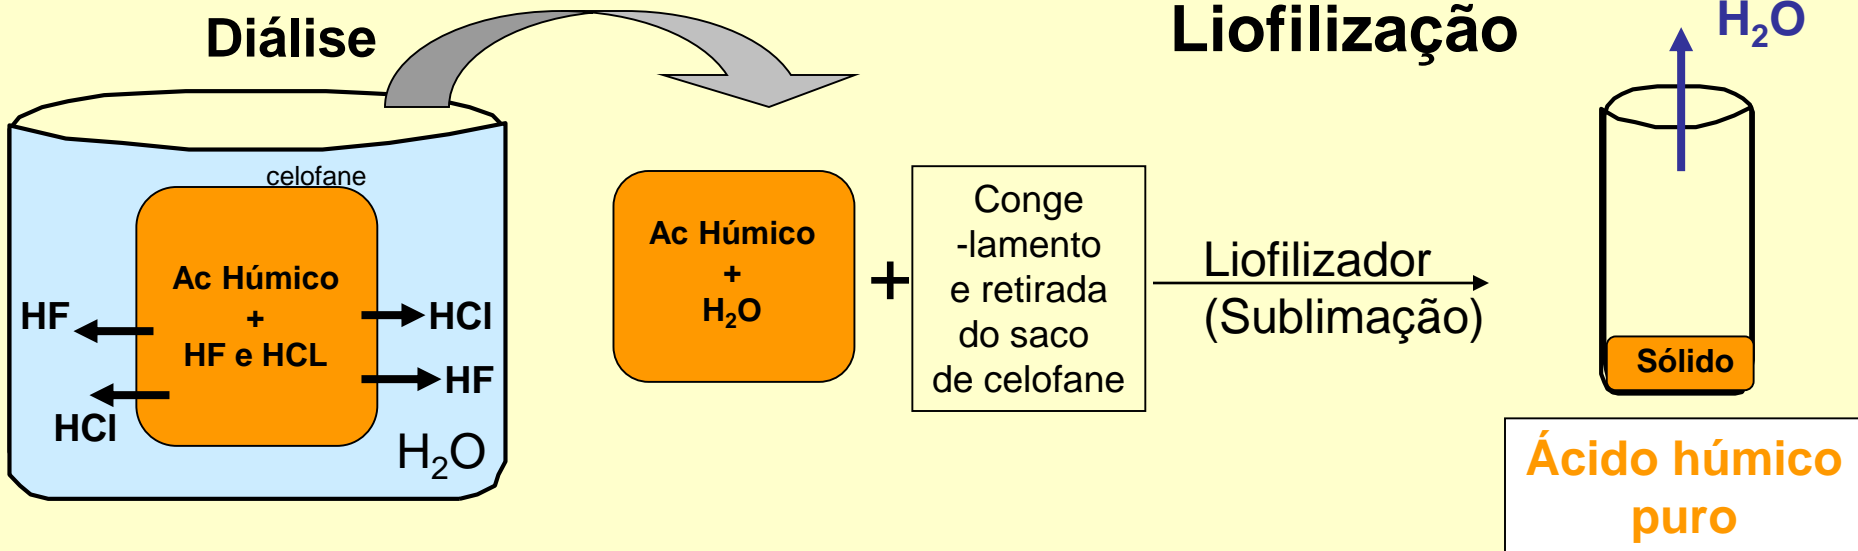 Diálise
Liofilização
H₂O
celofane
Ac Húmico
+
HF e HCL
HF
HCl
HCl
HF
H₂O
Ac Húmico
+
H₂O
+
Conge
-lamento
e retirada
do saco
de celofane
Liofilizador
(Sublimação)
Sólido
Ácido húmico
puro